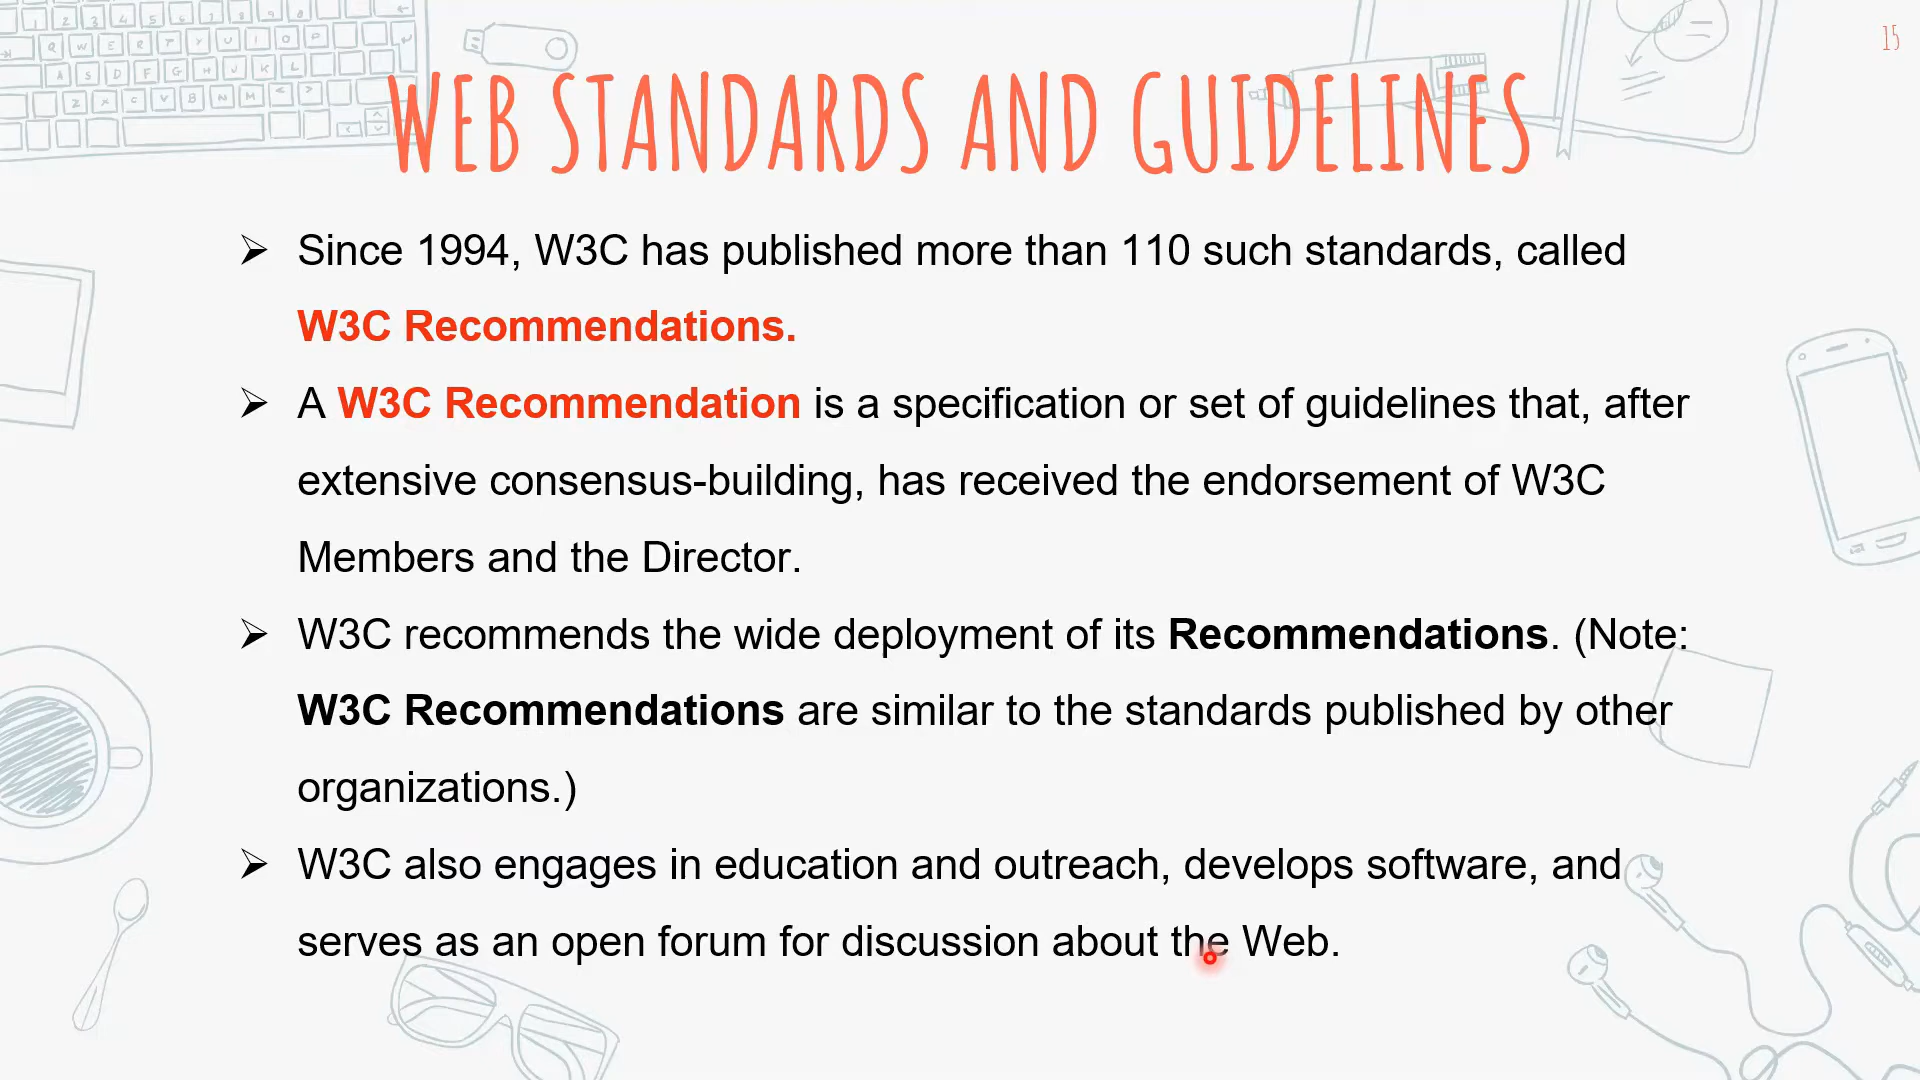 15
WEB STANDARDS AND GUIDELINES
➢ Since 1994, W3C has published more than 110 such standards, called
W3C Recommendations.
➢ A W3C Recommendation is a specification or set of guidelines that, after
extensive consensus-building, has received the endorsement of W3C
Members and the Director.
➢ W3C recommends the wide deployment of its Recommendations. (Note:
W3C Recommendations are similar to the standards published by other
organizations.)
➢ W3C also engages in education and outreach, develops software, and
serves as an open forum for discussion about the Web.